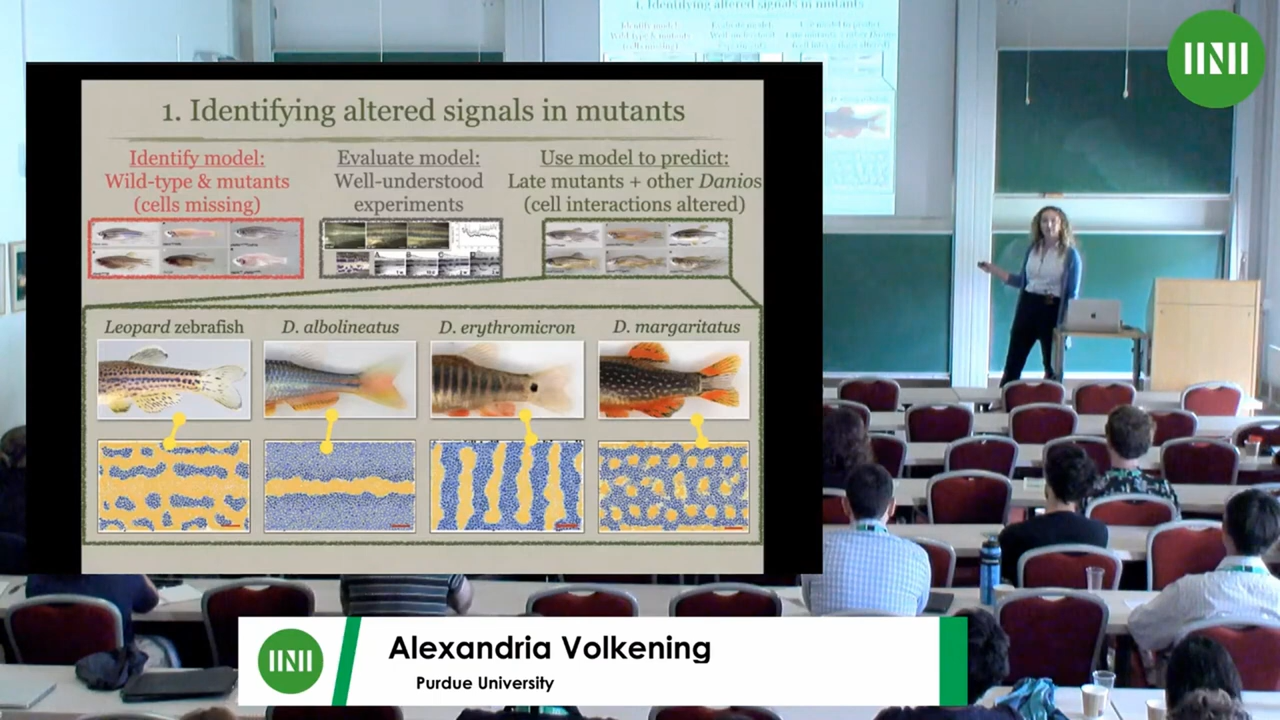 1. Identifying altered signals in mutants
Identify model:
Wild-type & mutants
(cells missing)
Evaluate model:
Well-understood
experiments
Use model to predict:
Late mutants + other Danios
(cell interactions altered)
Leopard zebrafish
D. albolineatus
D. erythromicron
D. margaritatus
Alexandria Volkening
Purdue University